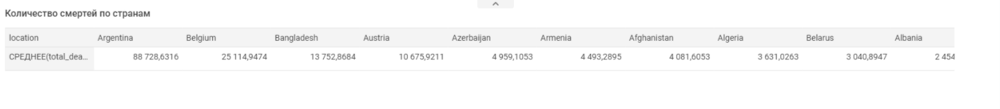 Количество смертей по странам
location Argentina Belgium Bangladesh Austria Azerbaijan Armenia Afghanistan Algeria Belarus Albania
СРЕДНЕЕ(total_dea... 88 728,6316 25 114,9474 13 752,8684 10 675,9211 4 959,1053 4 493,2895 4 081,6053 3 631,0263 3 040,8947 2 454